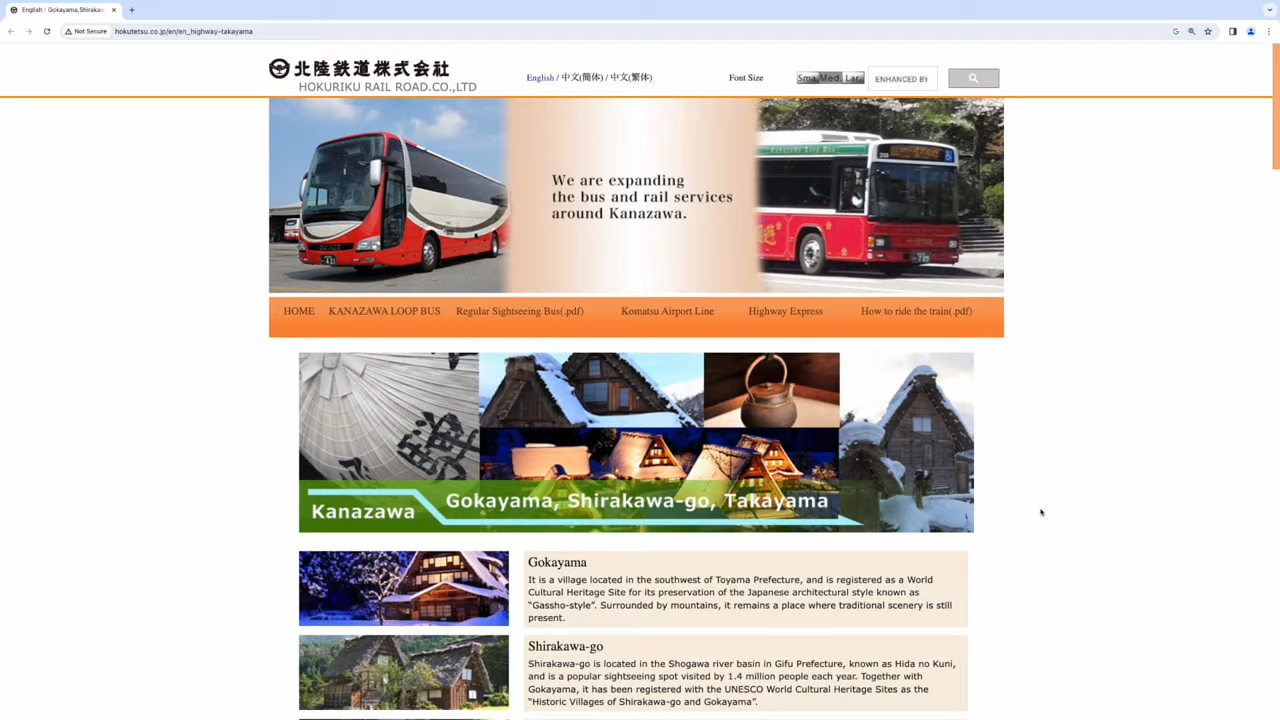 English | Gokayama,Shirakaw
Not Secure
hokutetsu.co.jp/en/en_highway-takayama
北陸鉄道株式会社
HOKURIKU RAIL ROAD.CO.,LTD
English / 中文(簡体) / 中文(繁体)
Font Size
Sma Med. Lar.
ENHANCED BY
We are expanding
the bus and rail services
around Kanazawa.
HOME
KANAZAWA LOOP BUS
Regular Sightseeing Bus(.pdf)
Komatsu Airport Line
Highway Express
How to ride the train(.pdf)
Kanazawa
Gokayama, Shirakawa-go, Takayama
Gokayama
It is a village located in the southwest of Toyama Prefecture, and is registered as a World
Cultural Heritage Site for its preservation of the Japanese architectural style known as
“Gassho-style”. Surrounded by mountains, it remains a place where traditional scenery is still
present.
Shirakawa-go
Shirakawa-go is located in the Shogawa river basin in Gifu Prefecture, known as Hida no Kuni,
and is a popular sightseeing spot visited by 1.4 million people each year. Together with
Gokayama, it has been registered with the UNESCO World Cultural Heritage Sites as the
“Historic Villages of Shirakawa-go and Gokayama”.